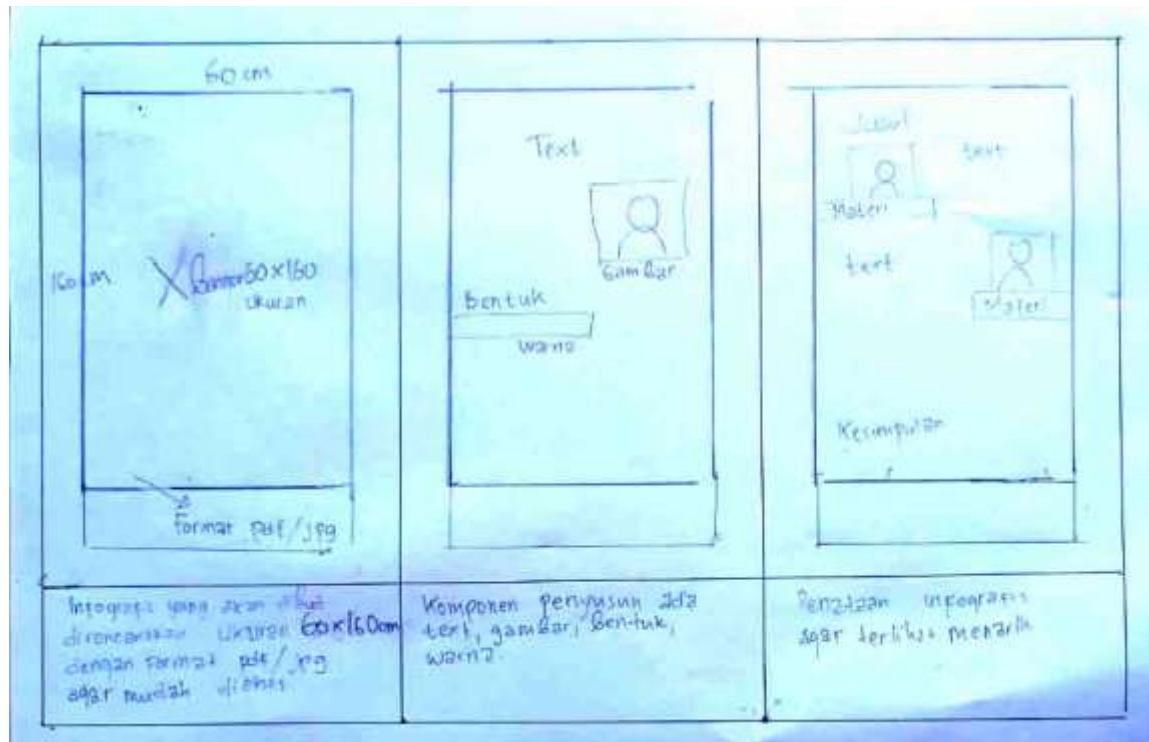 60 cm
160 cm
X banner 60x160
ukuran
Format pdf/jpg
Infografis yang akan dibuat
direncanakan ukuran 60x160cm
dengan format pdf/jpg
agar mudah
Text
Gambar
Bentuk
warna
Komponen penyusun ada
text, gambar, Bentuk,
warna.
Judul
text
Materi
text
Materi
Kesimpulan
Penataan infografis
agar terlihat menarik